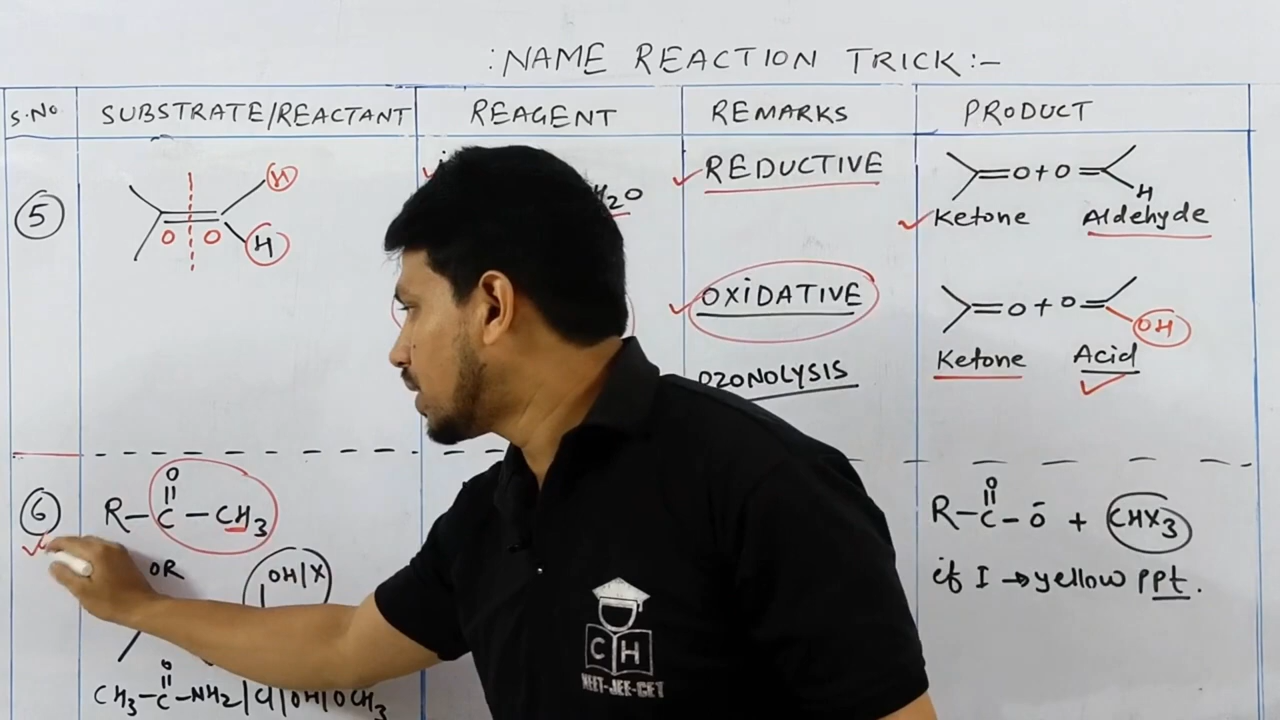 :NAME REACTION TRICK:-
S.No. SUBSTRATE/REACTANT REAGENT REMARKS PRODUCT
5
H
O O H
H2O
REDUCTIVE
=O+O=
H
Ketone Aldehyde
OXIDATIVE
=O+O=
OH
Ketone Acid
OZONOLYSIS
6
O
R-C-CH3
OR
OH/X
O
CH3-C-NH2/Cl/OH/OCH3
O
R-C-O- + CHX3
if I → yellow ppt.
C H
NEET-JEE-CET